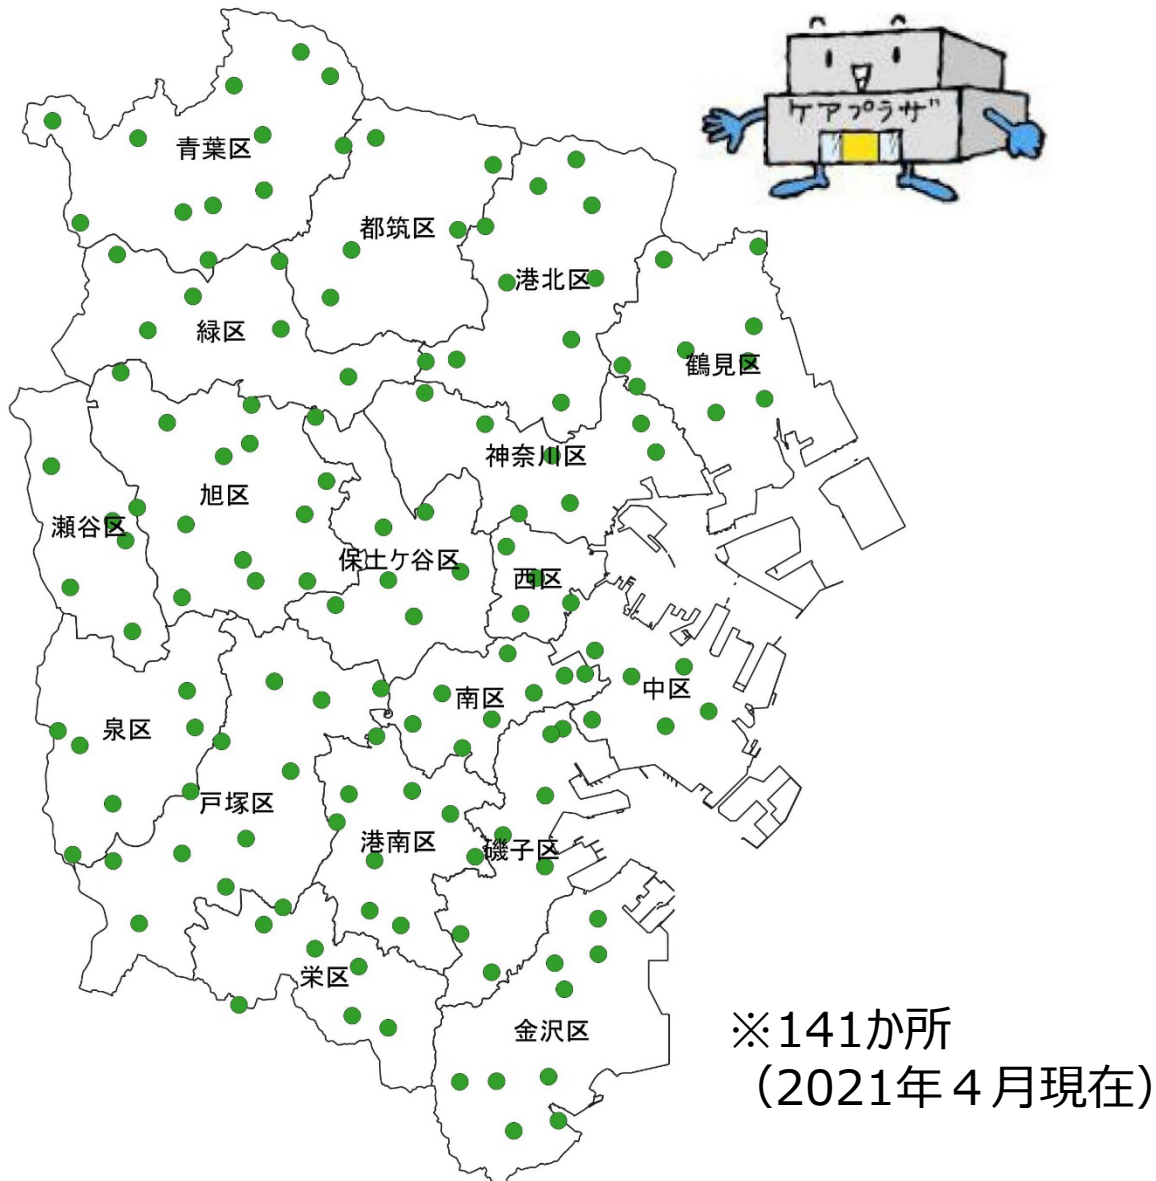 ケアプラザ
青葉区
都筑区
港北区
緑区
鶴見区
神奈川区
旭区
瀬谷区
保土ケ谷区
西区
中区
南区
泉区
戸塚区
港南区
磯子区
栄区
金沢区
※141か所
（2021年４月現在）